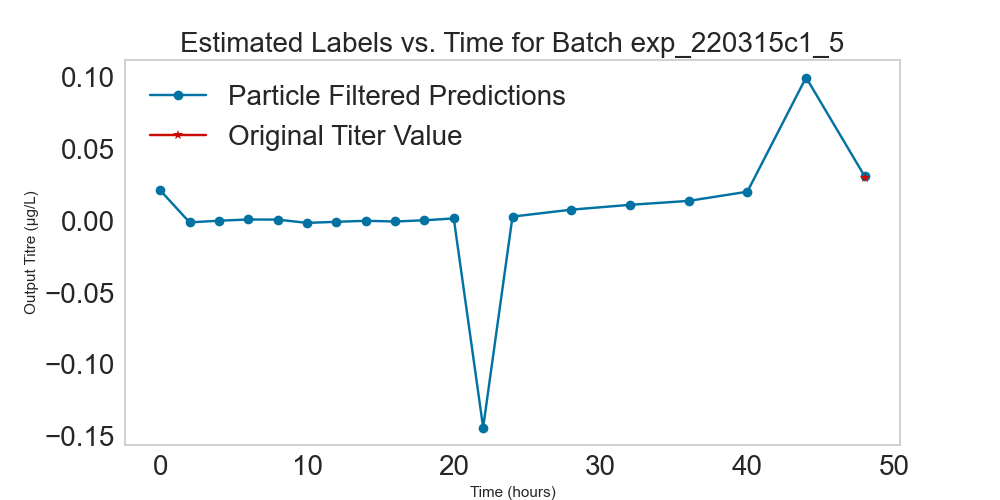 Estimated Labels vs. Time for Batch exp_220315c1_5
Particle Filtered Predictions
Original Titer Value
0.10
0.05
0.00
−0.05
−0.10
−0.15
Output Titre (µg/L)
0 10 20 30 40 50
Time (hours)